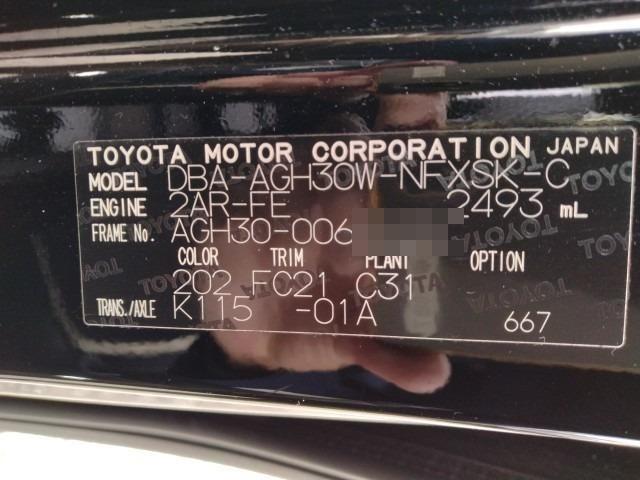 TOYOTA MOTOR CORPORATION JAPAN
MODEL DBA-AGH30W-NFXSK-C
ENGINE 2AR-FE 2493 mL
FRAME No. AGH30-006
COLOR TRIM PLANT OPTION
202 FC21 C31
TRANS./AXLE K115 -01A
667